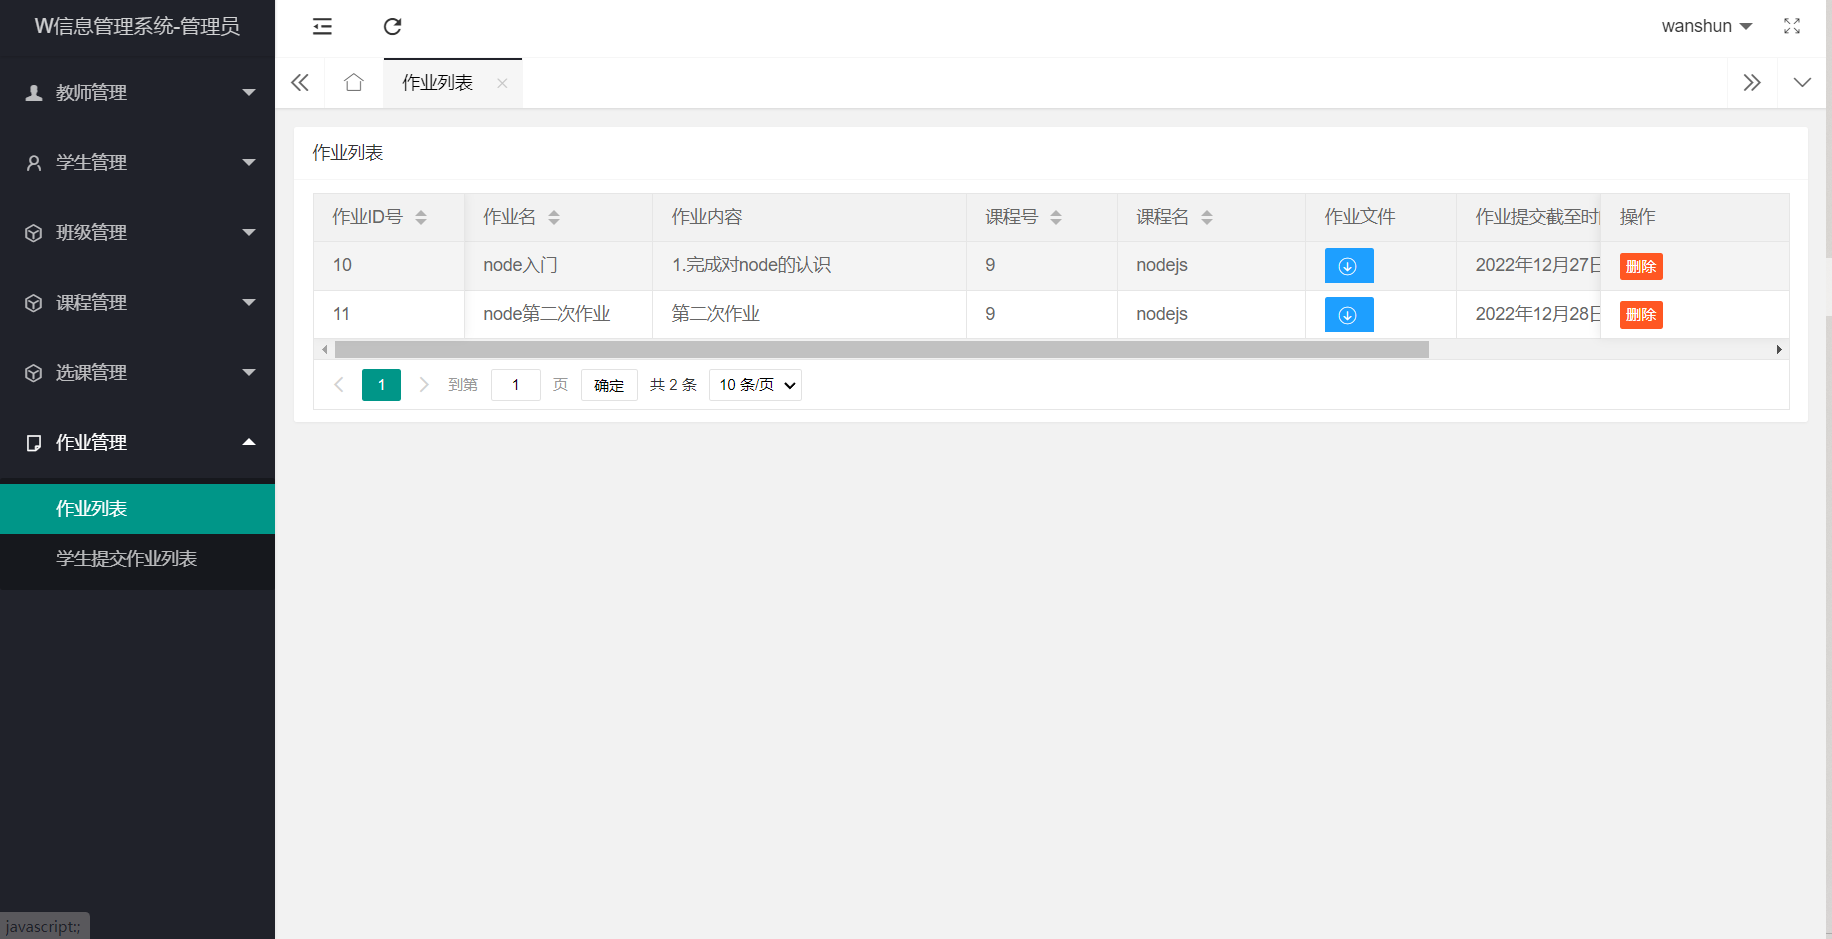 W信息管理系统-管理员
教师管理
学生管理
班级管理
课程管理
选课管理
作业管理
作业列表
学生提交作业列表
javascript:;
wanshun
作业列表
作业列表
作业ID号 作业名 作业内容 课程号 课程名 作业文件 作业提交截至时 操作
10 node入门 1.完成对node的认识 9 nodejs 2022年12月27日 删除
11 node第二次作业 第二次作业 9 nodejs 2022年12月28日 删除
1 到第 1 页 确定 共 2 条 10 条/页